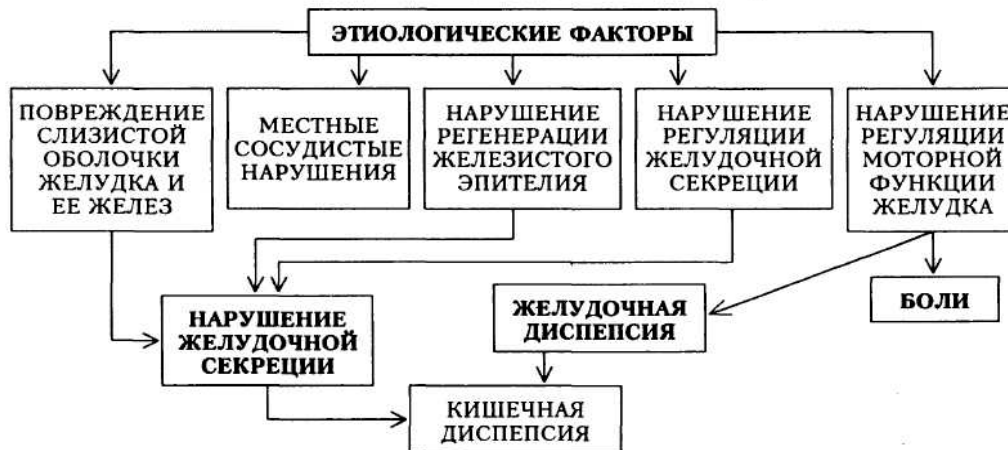 ЭТИОЛОГИЧЕСКИЕ ФАКТОРЫ
ПОВРЕЖДЕНИЕ
СЛИЗИСТОЙ
ОБОЛОЧКИ
ЖЕЛУДКА И
ЕЕ ЖЕЛЕЗ
МЕСТНЫЕ
СОСУДИСТЫЕ
НАРУШЕНИЯ
НАРУШЕНИЕ
РЕГЕНЕРАЦИИ
ЖЕЛЕЗИСТОГО
ЭПИТЕЛИЯ
НАРУШЕНИЕ
РЕГУЛЯЦИИ
ЖЕЛУДОЧНОЙ
СЕКРЕЦИИ
НАРУШЕНИЕ
РЕГУЛЯЦИИ
МОТОРНОЙ
ФУНКЦИИ
ЖЕЛУДКА
НАРУШЕНИЕ
ЖЕЛУДОЧНОЙ
СЕКРЕЦИИ
ЖЕЛУДОЧНАЯ
ДИСПЕПСИЯ
БОЛИ
КИШЕЧНАЯ
ДИСПЕПСИЯ